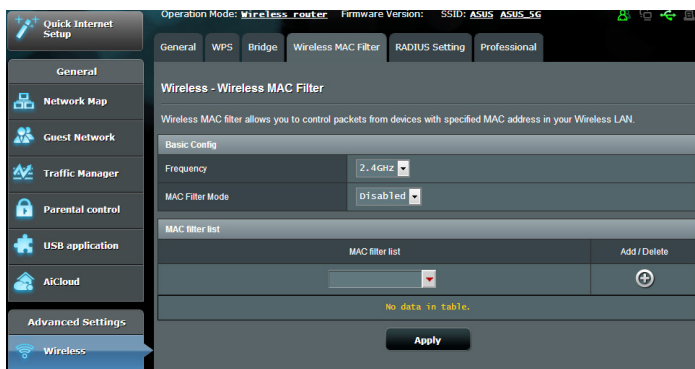 Operation Mode: Wireless router Firmware Version: SSID: ASUS ASUS_5G
Quick Internet
Setup
General WPS Bridge Wireless MAC Filter RADIUS Setting Professional
General
Network Map
Guest Network
Traffic Manager
Parental control
USB application
AiCloud
Advanced Settings
Wireless
Wireless - Wireless MAC Filter
Wireless MAC filter allows you to control packets from devices with specified MAC address in your Wireless LAN.
Basic Config
Frequency 2.4GHz
MAC Filter Mode Disabled
MAC filter list
MAC filter list Add / Delete
No data in table.
Apply